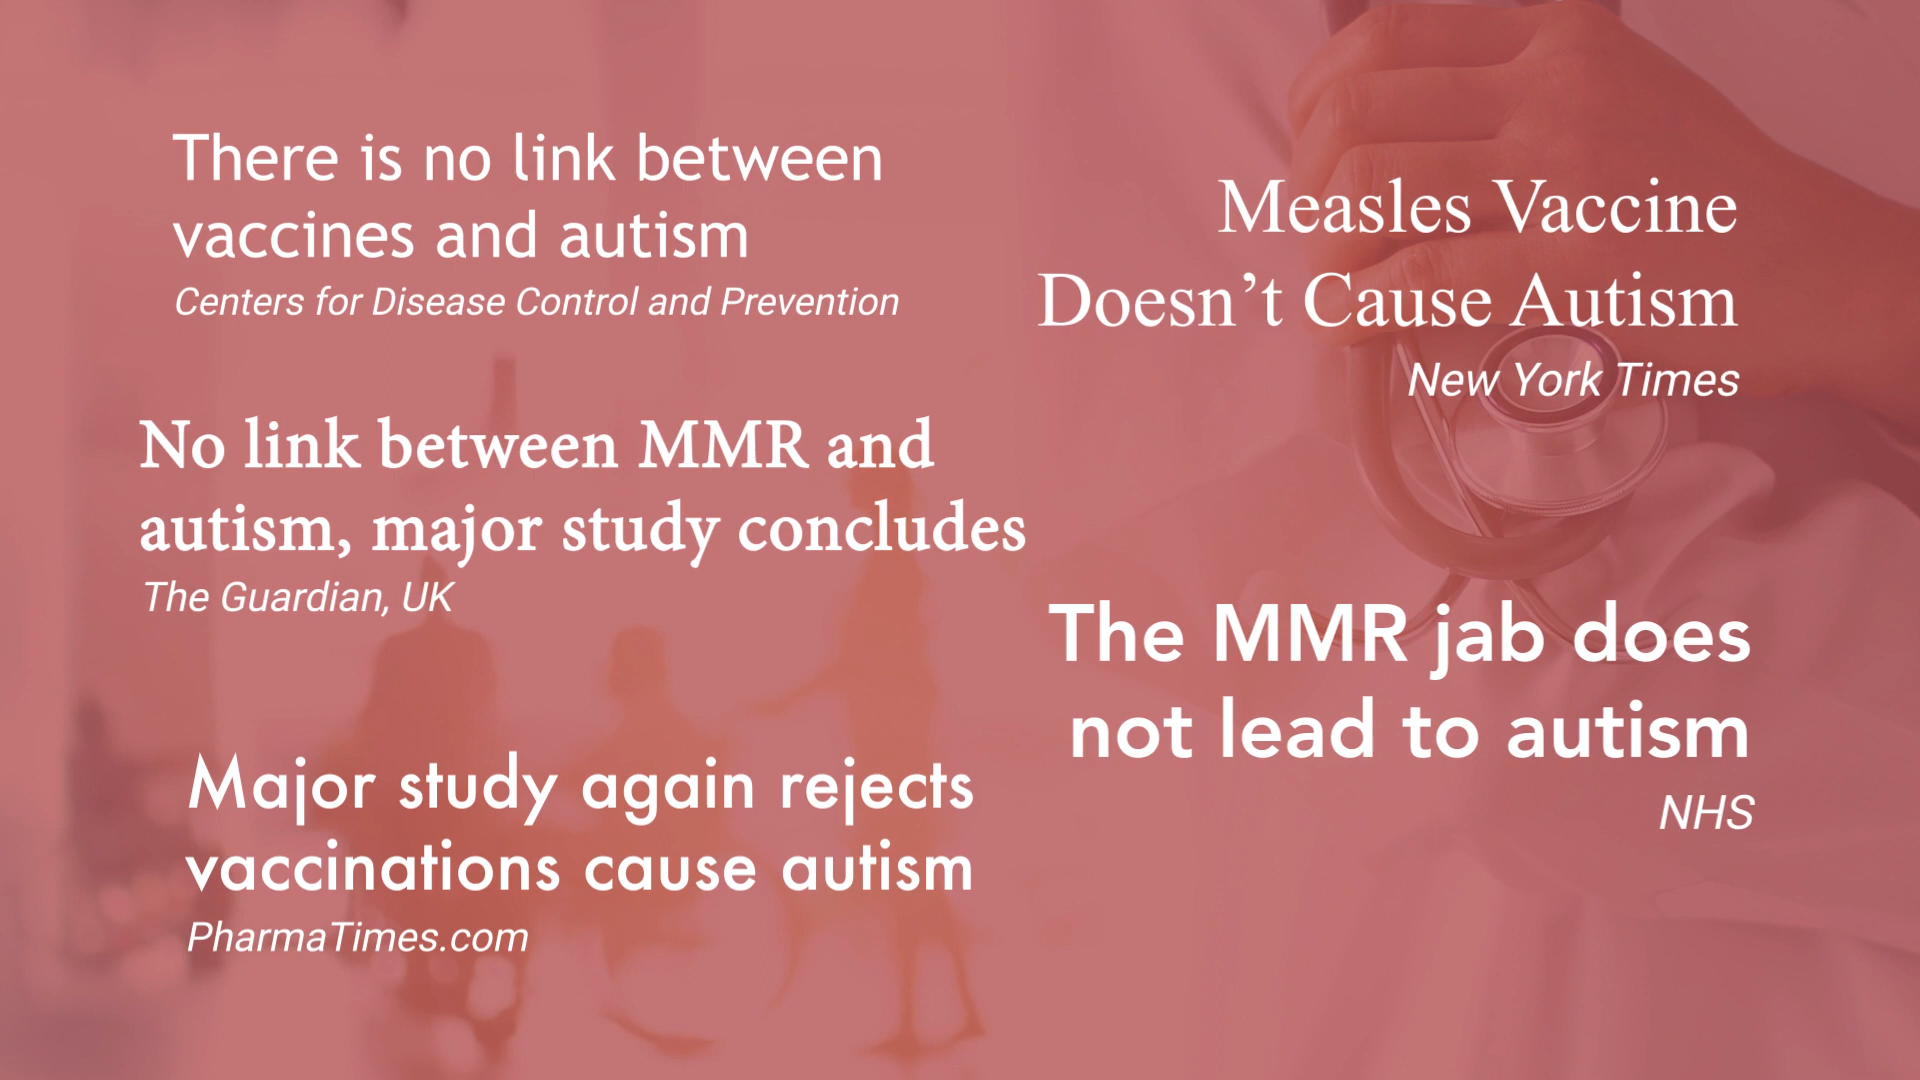 There is no link between
vaccines and autism
Centers for Disease Control and Prevention
No link between MMR and
autism, major study concludes
The Guardian, UK
Major study again rejects
vaccinations cause autism
PharmaTimes.com
Measles Vaccine
Doesn’t Cause Autism
New York Times
The MMR jab does
not lead to autism
NHS